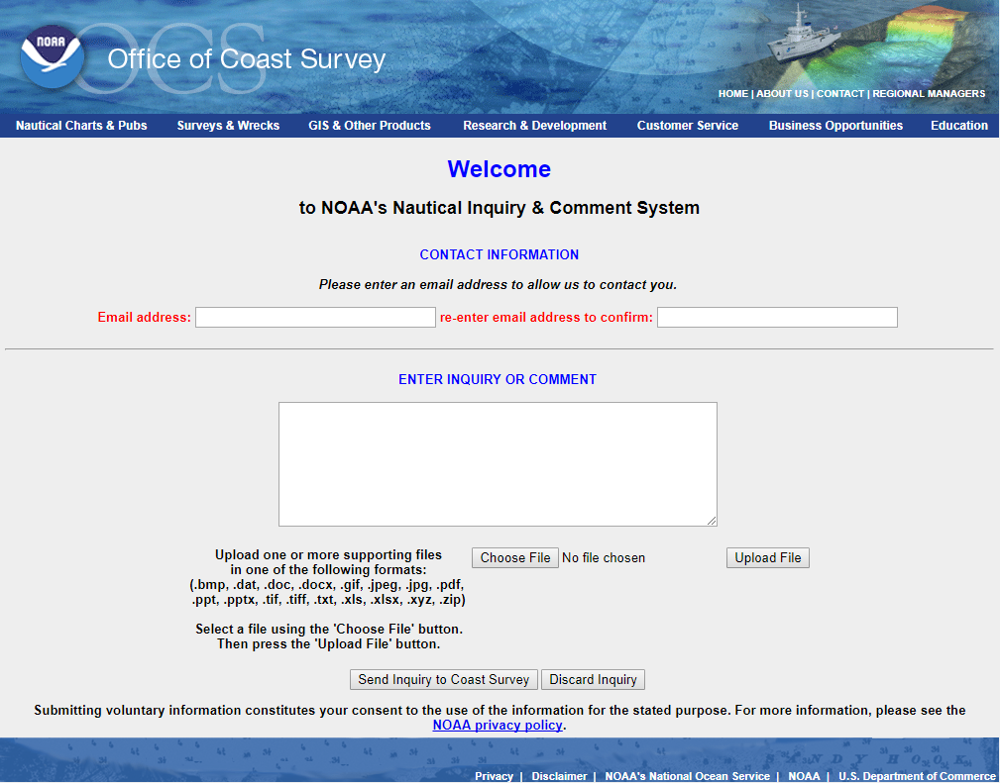 NOAA
OCS
Office of Coast Survey
HOME | ABOUT US | CONTACT | REGIONAL MANAGERS
Nautical Charts & Pubs Surveys & Wrecks GIS & Other Products Research & Development Customer Service Business Opportunities Education
Welcome
to NOAA's Nautical Inquiry & Comment System
CONTACT INFORMATION
Please enter an email address to allow us to contact you.
Email address: re-enter email address to confirm:
ENTER INQUIRY OR COMMENT
Upload one or more supporting files
in one of the following formats:
(.bmp, .dat, .doc, .docx, .gif, .jpeg, .jpg, .pdf,
.ppt, .pptx, .tif, .tiff, .txt, .xls, .xlsx, .xyz, .zip)
Choose File No file chosen Upload File
Select a file using the 'Choose File' button.
Then press the 'Upload File' button.
Send Inquiry to Coast Survey Discard Inquiry
Submitting voluntary information constitutes your consent to the use of the information for the stated purpose. For more information, please see the
NOAA privacy policy.
Privacy | Disclaimer | NOAA's National Ocean Service | NOAA | U.S. Department of Commerce